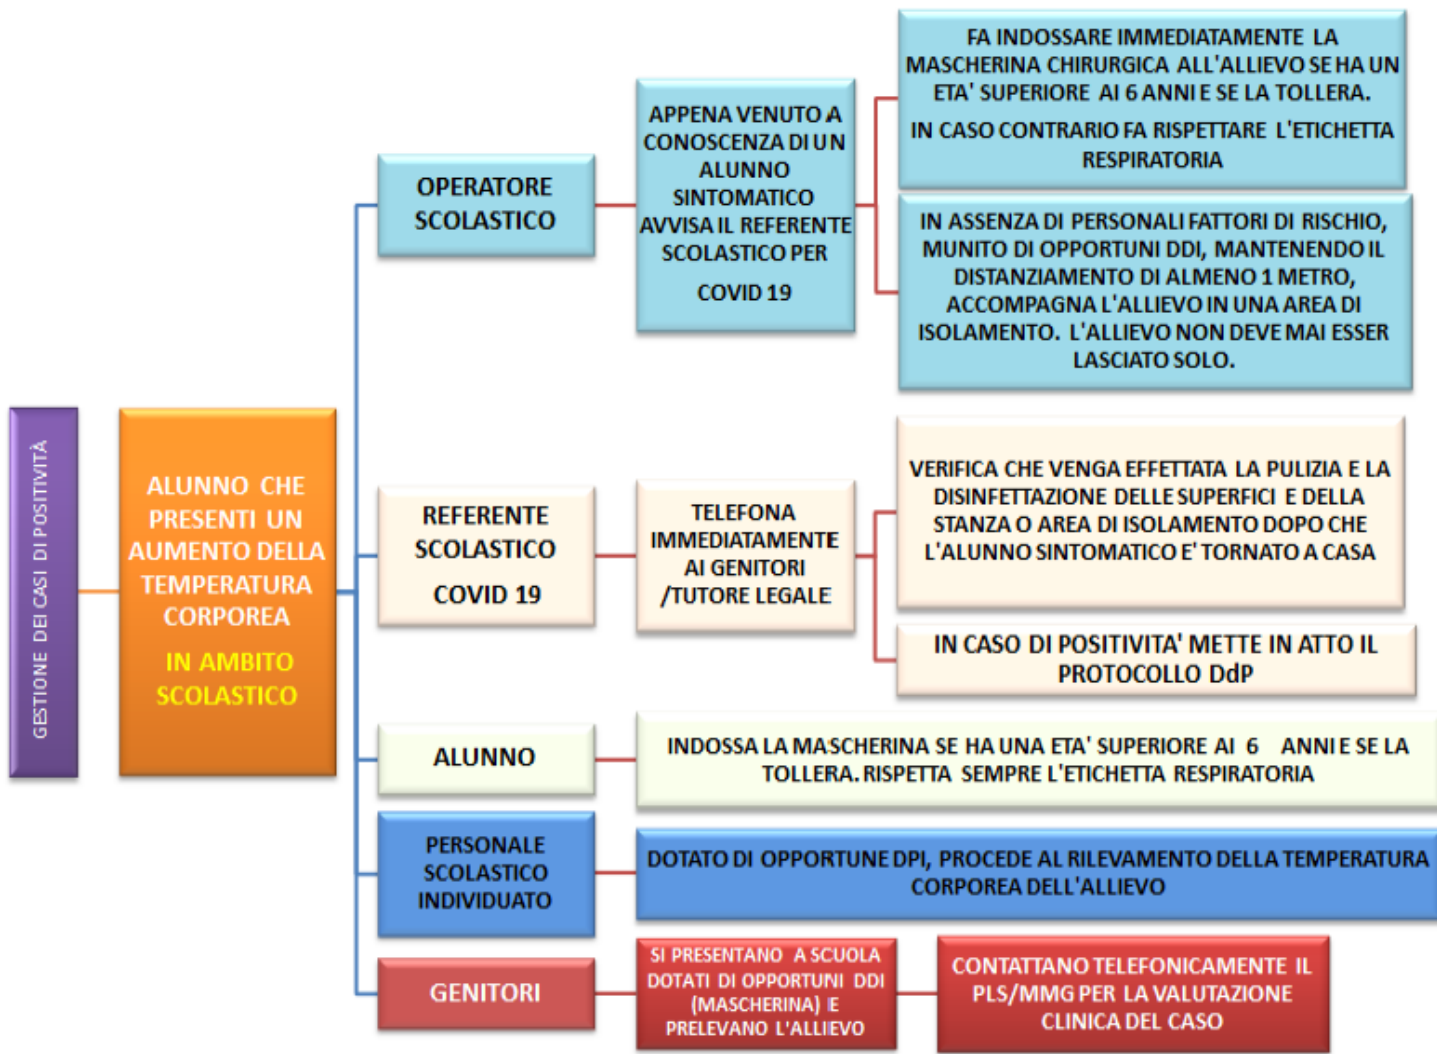 GESTIONE DEI CASI DI POSITIVITÀ
ALUNNO CHE
PRESENTI UN
AUMENTO DELLA
TEMPERATURA
CORPOREA
IN AMBITO
SCOLASTICO
OPERATORE
SCOLASTICO
APPENA VENUTO A
CONOSCENZA DI UN
ALUNNO
SINTOMATICO
AVVISA IL REFERENTE
SCOLASTICO PER
COVID 19
FA INDOSSARE IMMEDIATAMENTE LA
MASCHERINA CHIRURGICA ALL'ALLIEVO SE HA UN
ETA' SUPERIORE AI 6 ANNI E SE LA TOLLERA.
IN CASO CONTRARIO FA RISPETTARE L'ETICHETTA
RESPIRATORIA
IN ASSENZA DI PERSONALI FATTORI DI RISCHIO,
MUNITO DI OPPORTUNI DDI, MANTENENDO IL
DISTANZIAMENTO DI ALMENO 1 METRO,
ACCOMPAGNA L'ALLIEVO IN UNA AREA DI
ISOLAMENTO. L'ALLIEVO NON DEVE MAI ESSER
LASCIATO SOLO.
REFERENTE
SCOLASTICO
COVID 19
TELEFONA
IMMEDIATAMENTE
AI GENITORI
/TUTORE LEGALE
VERIFICA CHE VENGA EFFETTATA LA PULIZIA E LA
DISINFETTAZIONE DELLE SUPERFICI E DELLA
STANZA O AREA DI ISOLAMENTO DOPO CHE
L'ALUNNO SINTOMATICO E' TORNATO A CASA
IN CASO DI POSITIVITA' METTE IN ATTO IL
PROTOCOLLO DdP
ALUNNO
INDOSSA LA MASCHERINA SE HA UNA ETA' SUPERIORE AI 6 ANNI E SE LA
TOLLERA. RISPETTA SEMPRE L'ETICHETTA RESPIRATORIA
PERSONALE
SCOLASTICO
INDIVIDUATO
DOTATO DI OPPORTUNE DPI, PROCEDE AL RILEVAMENTO DELLA TEMPERATURA
CORPOREA DELL'ALLIEVO
GENITORI
SI PRESENTANO A SCUOLA
DOTATI DI OPPORTUNI DDI
(MASCHERINA) E
PRELEVANO L'ALLIEVO
CONTATTANO TELEFONICAMENTE IL
PLS/MMG PER LA VALUTAZIONE
CLINICA DEL CASO